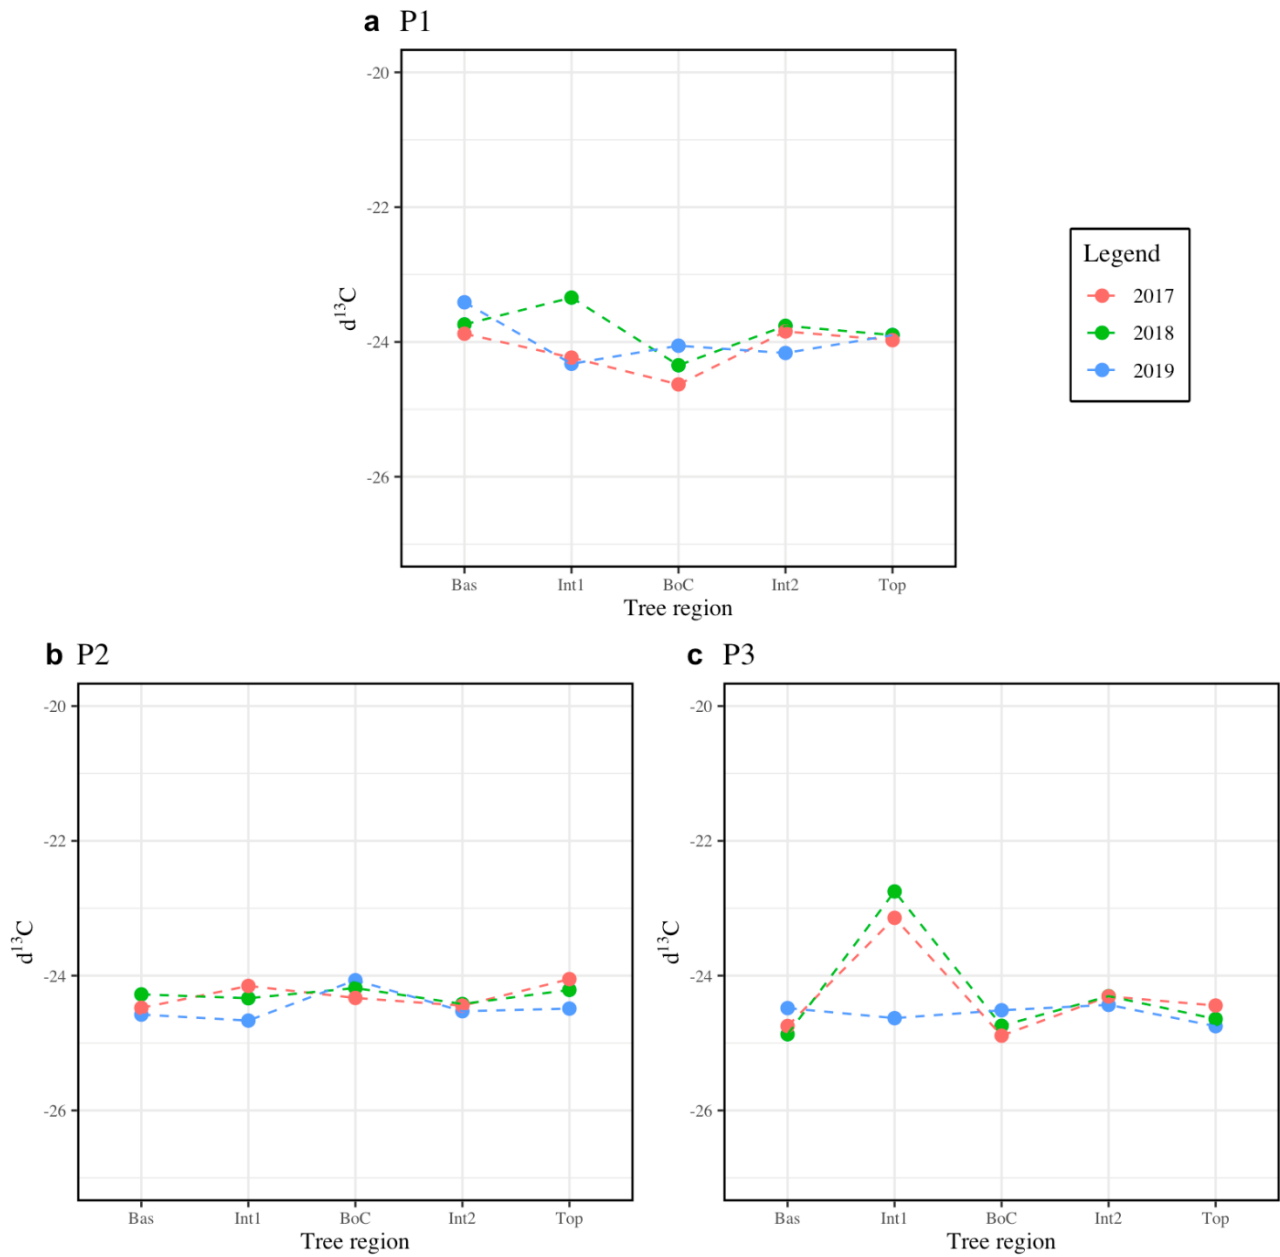 a P1
-20
-22
-24
-26
d¹³C
Bas Int1 BoC Int2 Top
Tree region
Legend
2017
2018
2019
b P2
-20
-22
-24
-26
d¹³C
Bas Int1 BoC Int2 Top
Tree region
c P3
-20
-22
-24
-26
d¹³C
Bas Int1 BoC Int2 Top
Tree region